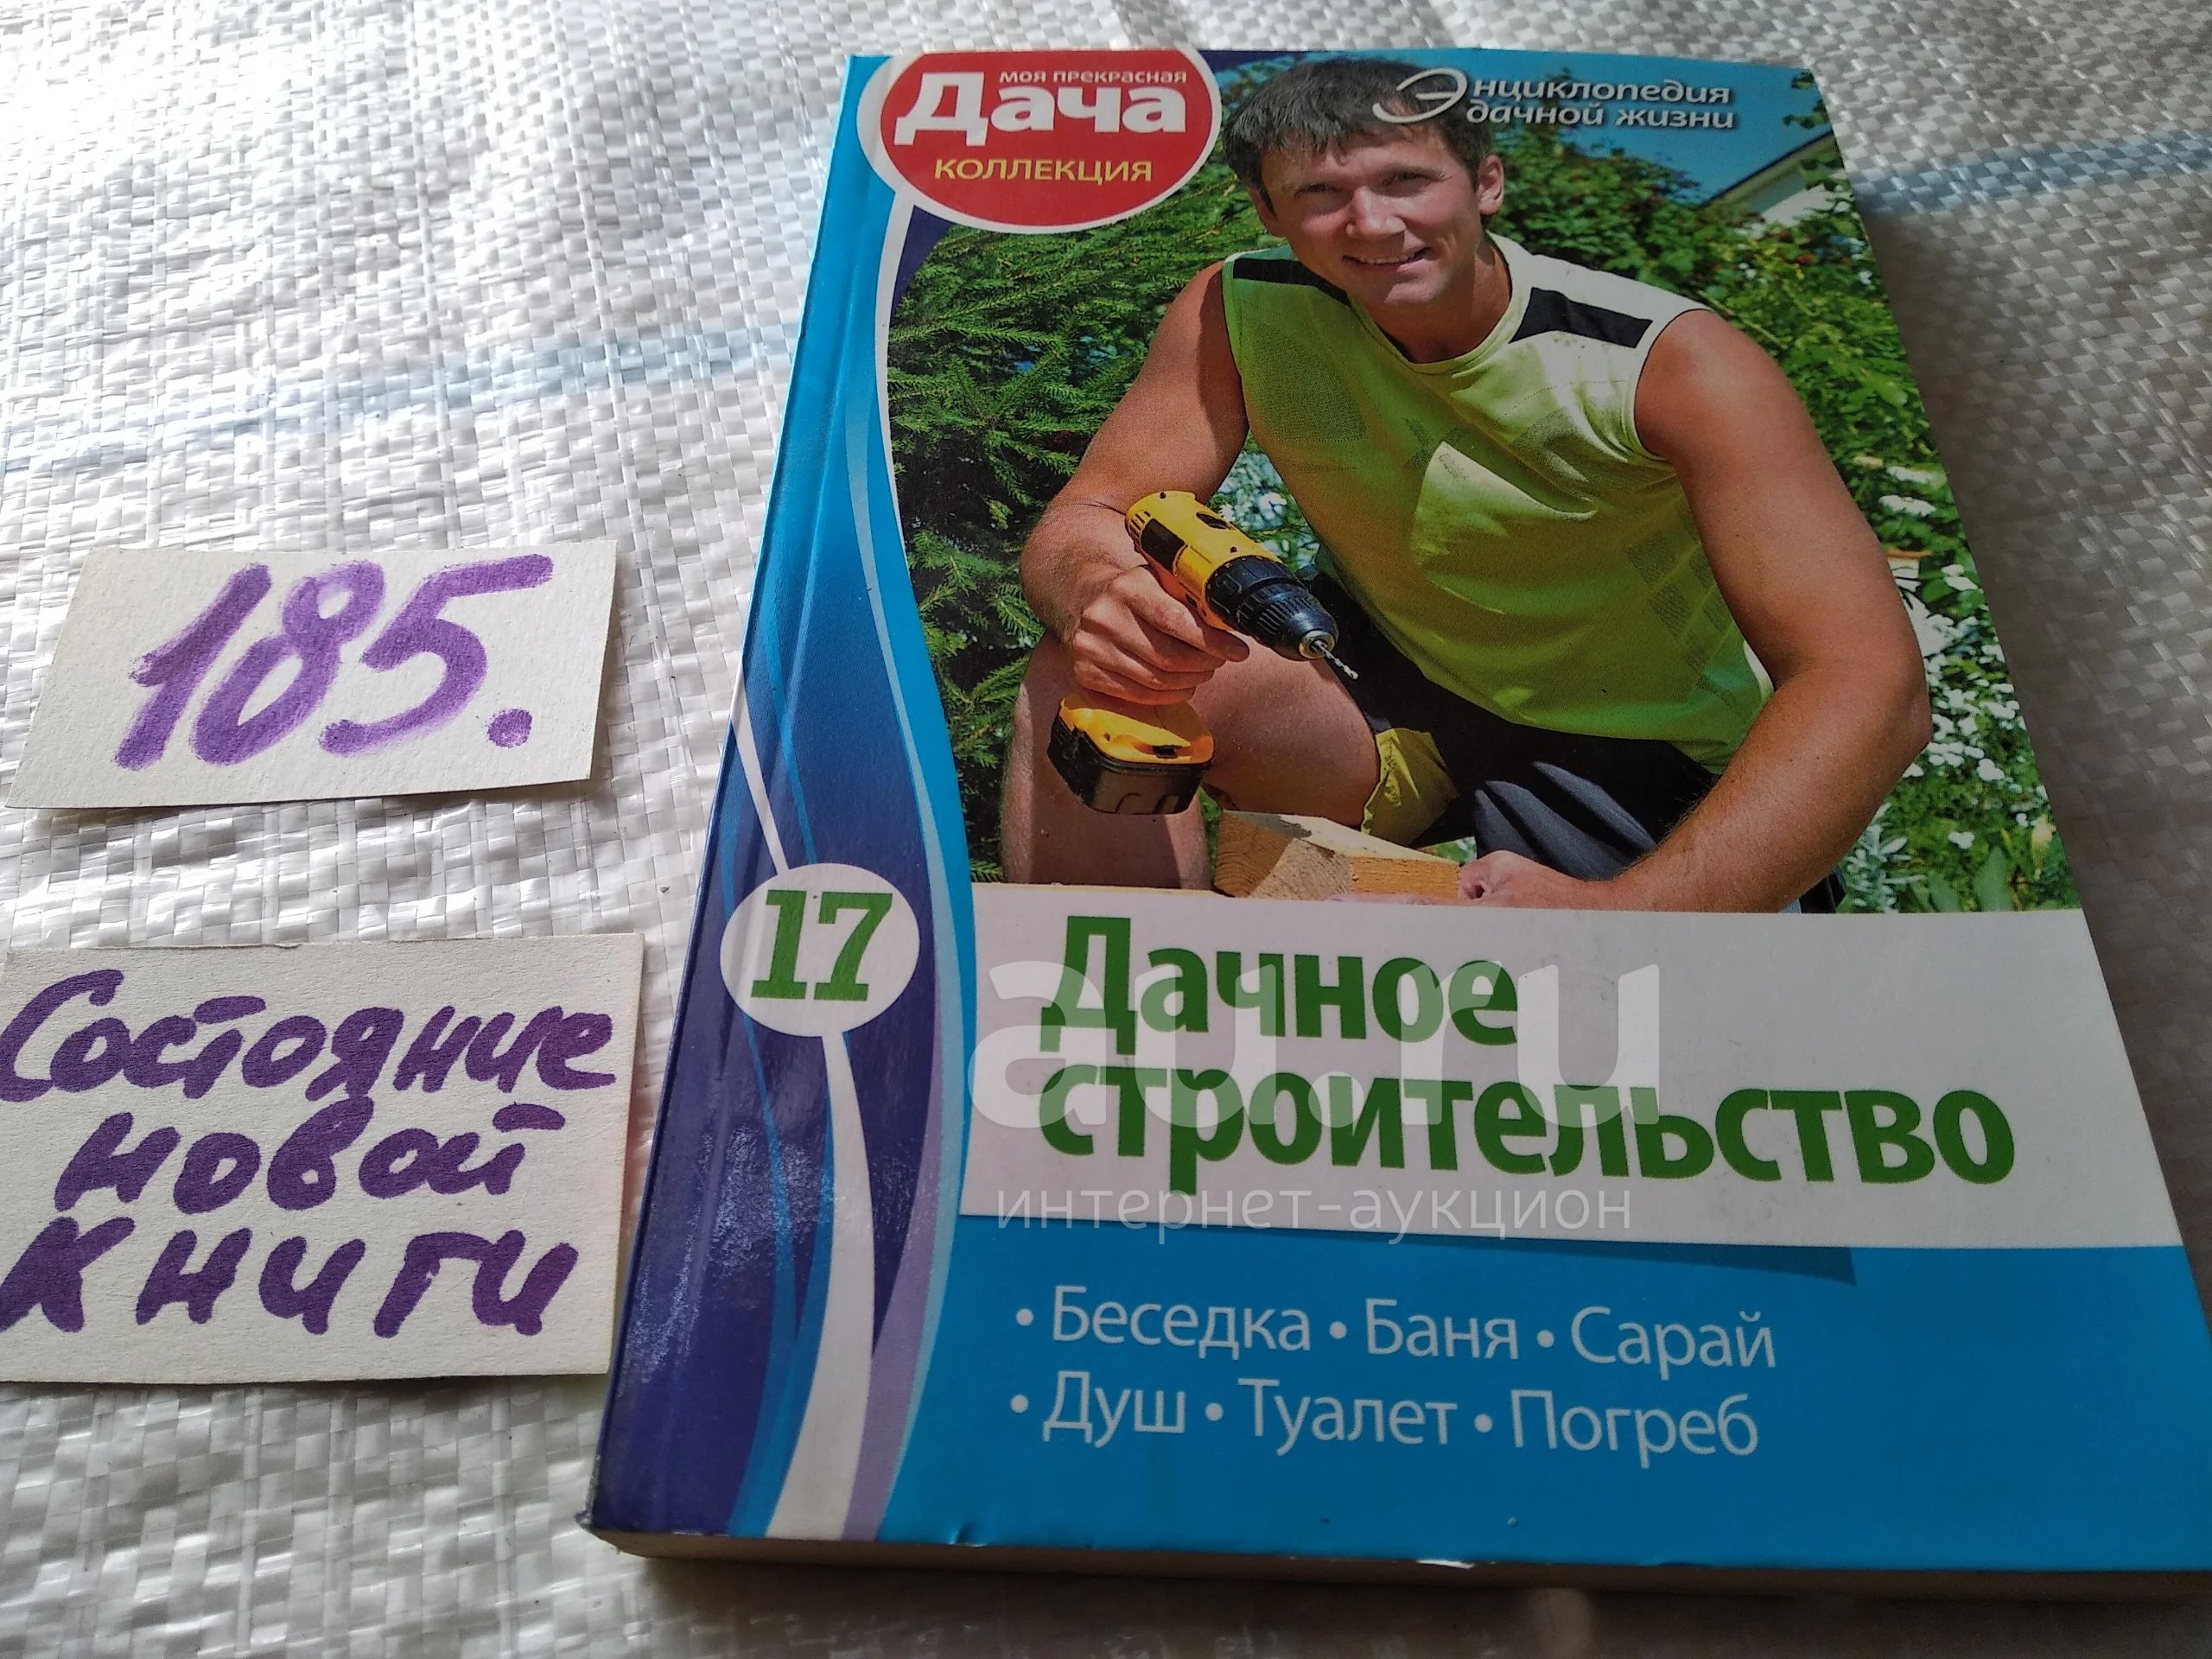 моя прекрасная
Дача
КОЛЛЕКЦИЯ
Энциклопедия
дачной жизни
185.
Состояние
новой
книги
17
Дачное
строительство
au.ru
интернет-аукцион
• Беседка • Баня • Сарай
• Душ • Туалет • Погреб